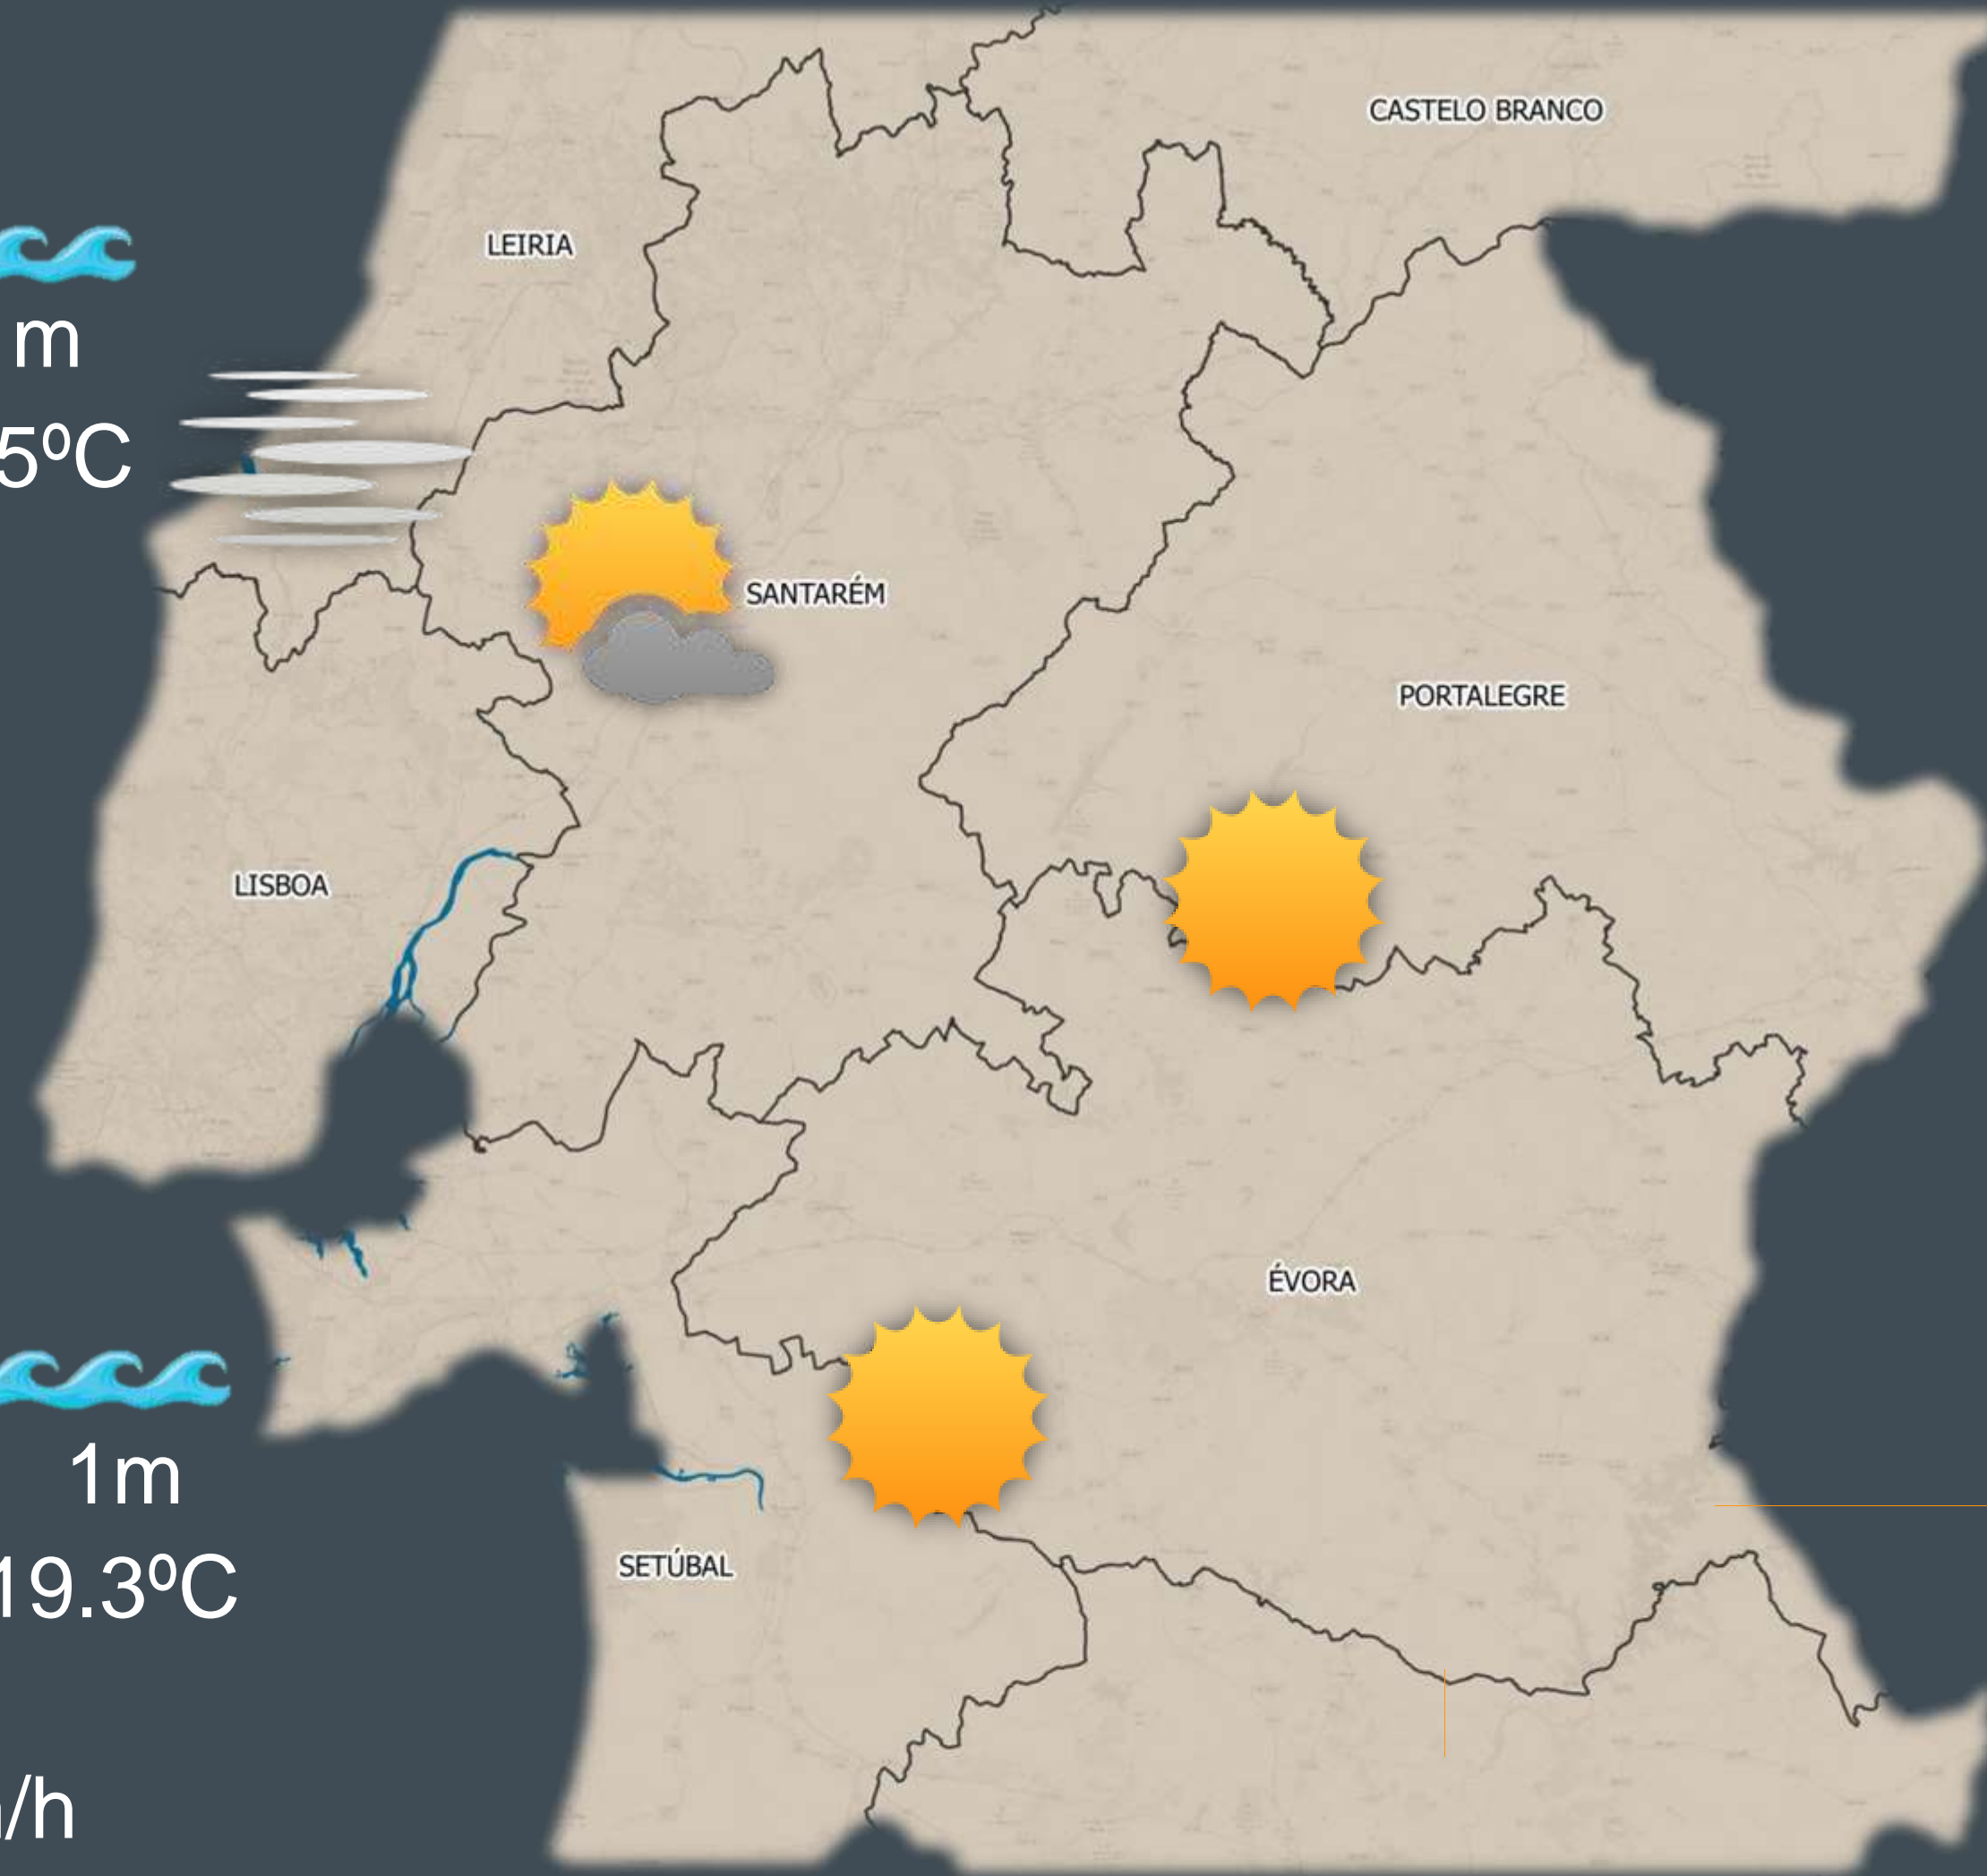 CASTELO BRANCO
LEIRIA
m
5ºC
SANTARÉM
PORTALEGRE
LISBOA
ÉVORA
1m
19.3ºC
SETÚBAL
/h